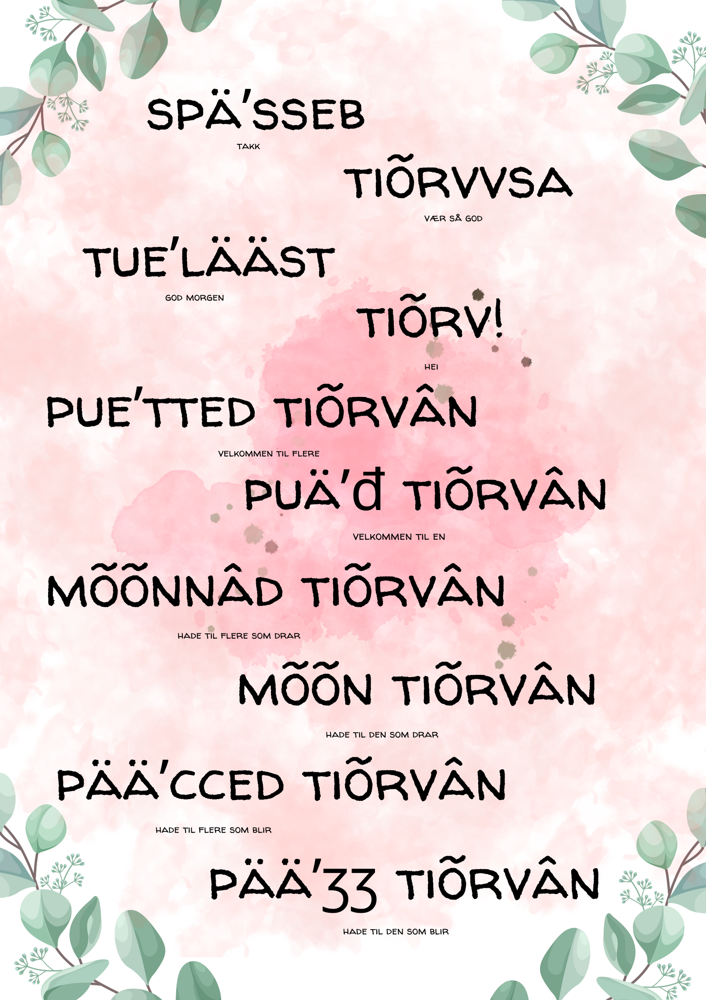 SPÄ'SSEB
TAKK
TIÕRVVSA
VÆR SÅ GOD
TUE'LÄÄST
GOD MORGEN
TIÕRV!
HEI
PUE'TTED TIÕRVÂN
VELKOMMEN TIL FLERE
PUÄ'đ TIÕRVÂN
VELKOMMEN TIL EN
MÕÕNNÂD TIÕRVÂN
HADE TIL FLERE SOM DRAR
MÕÕN TIÕRVÂN
HADE TIL DEN SOM DRAR
PÄÄ'CCED TIÕRVÂN
HADE TIL FLERE SOM BLIR
PÄÄ'ʒʒ TIÕRVÂN
HADE TIL DEN SOM BLIR